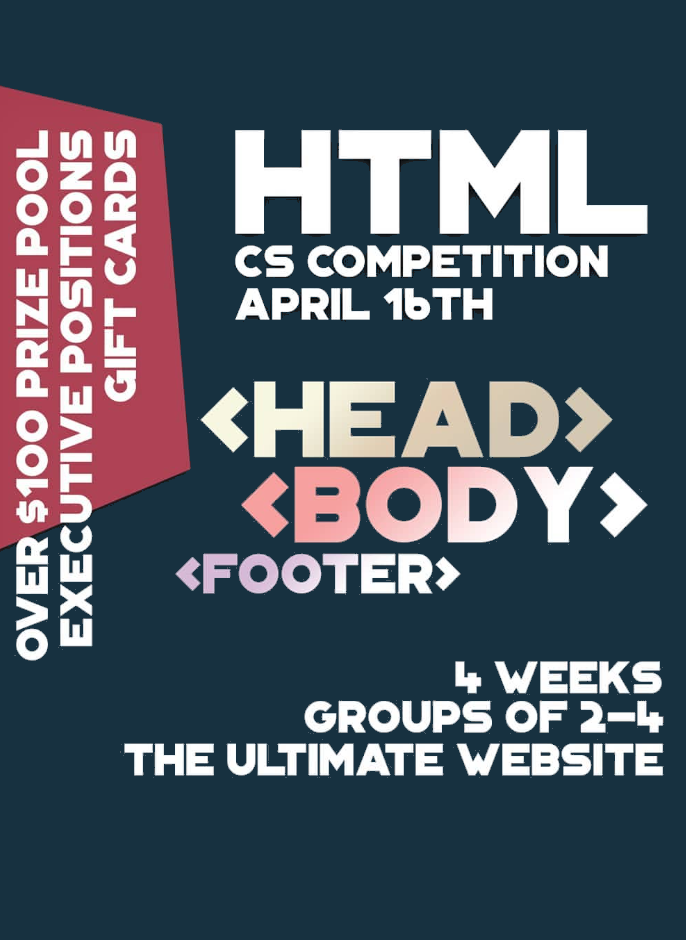 OVER $100 PRIZE POOL
EXECUTIVE POSITIONS
GIFT CARDS
HTML
CS COMPETITION
APRIL 16TH
<HEAD>
<BODY>
<FOOTER>
4 WEEKS
GROUPS OF 2–4
THE ULTIMATE WEBSITE